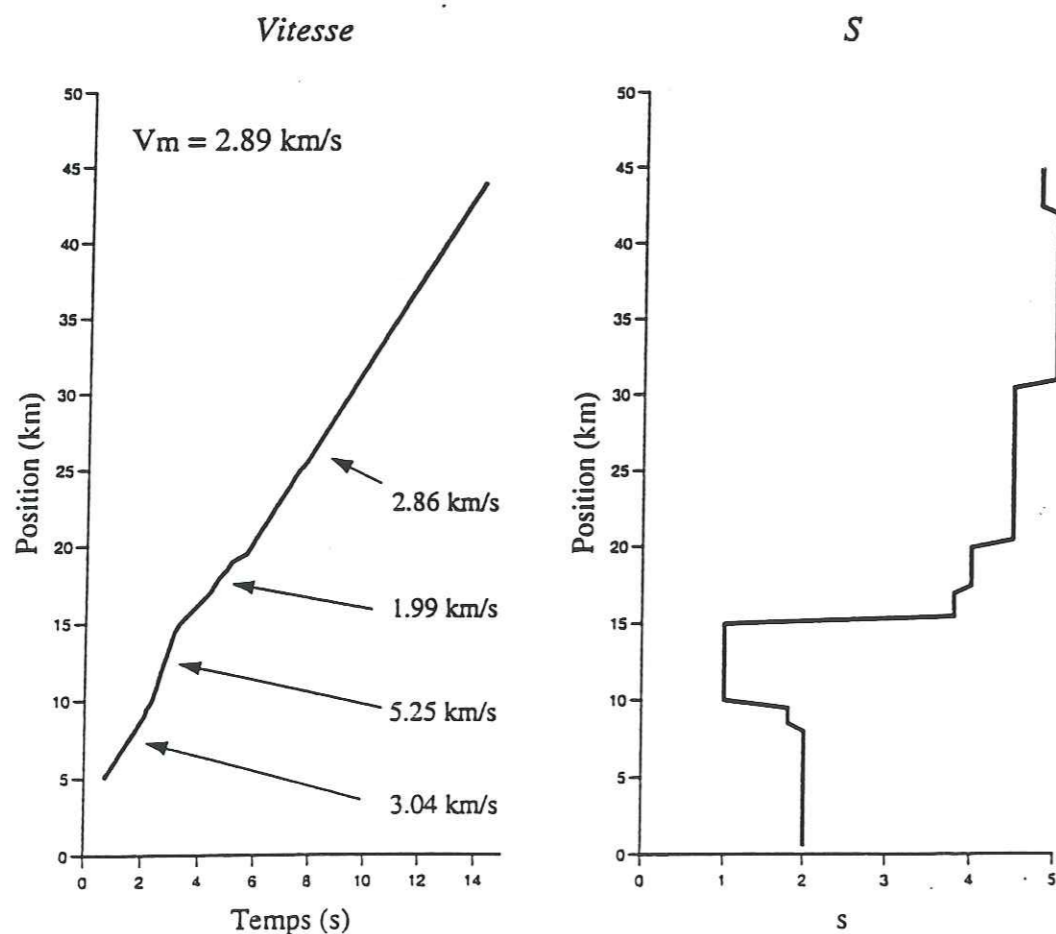 Vitesse
Vm = 2.89 km/s
50
45
40
35
30
25
20
15
10
5
0
Position (km)
2.86 km/s
1.99 km/s
5.25 km/s
3.04 km/s
0 2 4 6 8 10 12 14
Temps (s)
S
50
45
40
35
30
25
20
15
10
5
0
Position (km)
0 1 2 3 4 5
s